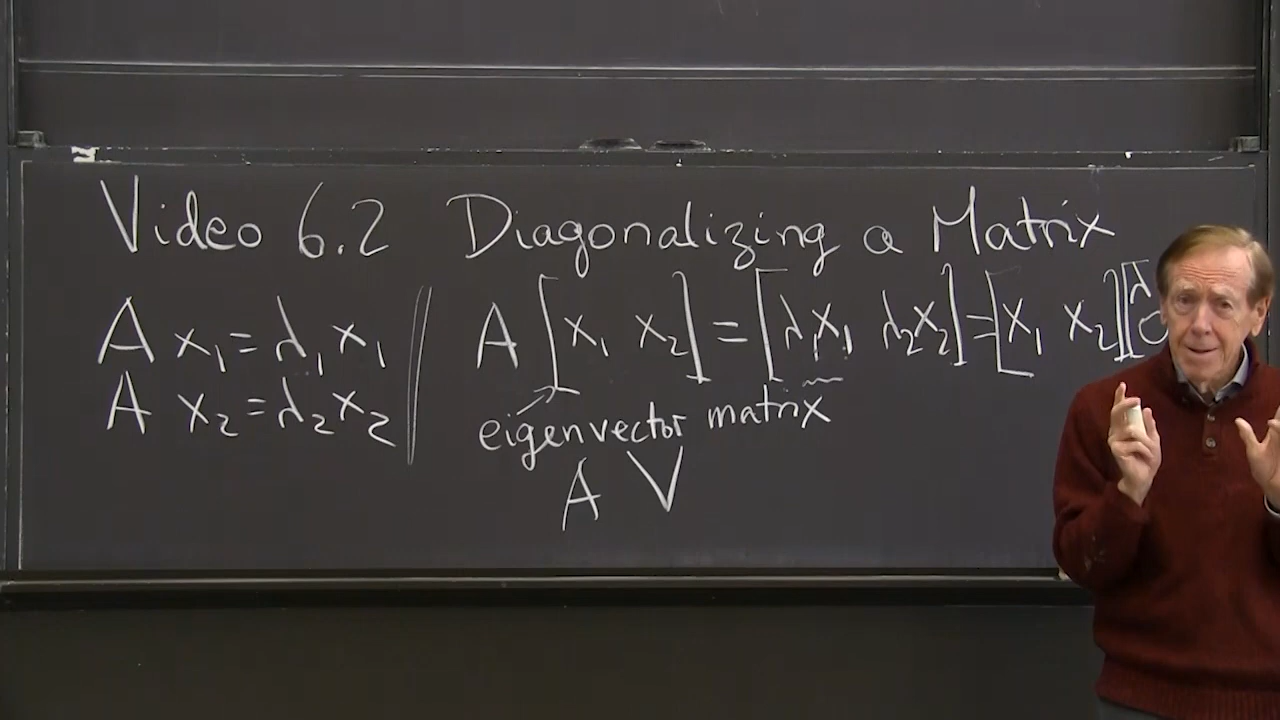 Video 6.2 Diagonalizing a Matrix
A x₁ = λ₁ x₁
A x₂ = λ₂ x₂
A [x₁ x₂] = [λ₁x₁ λ₂x₂] = [x₁ x₂] [λ
0
eigenvector matrix
A V